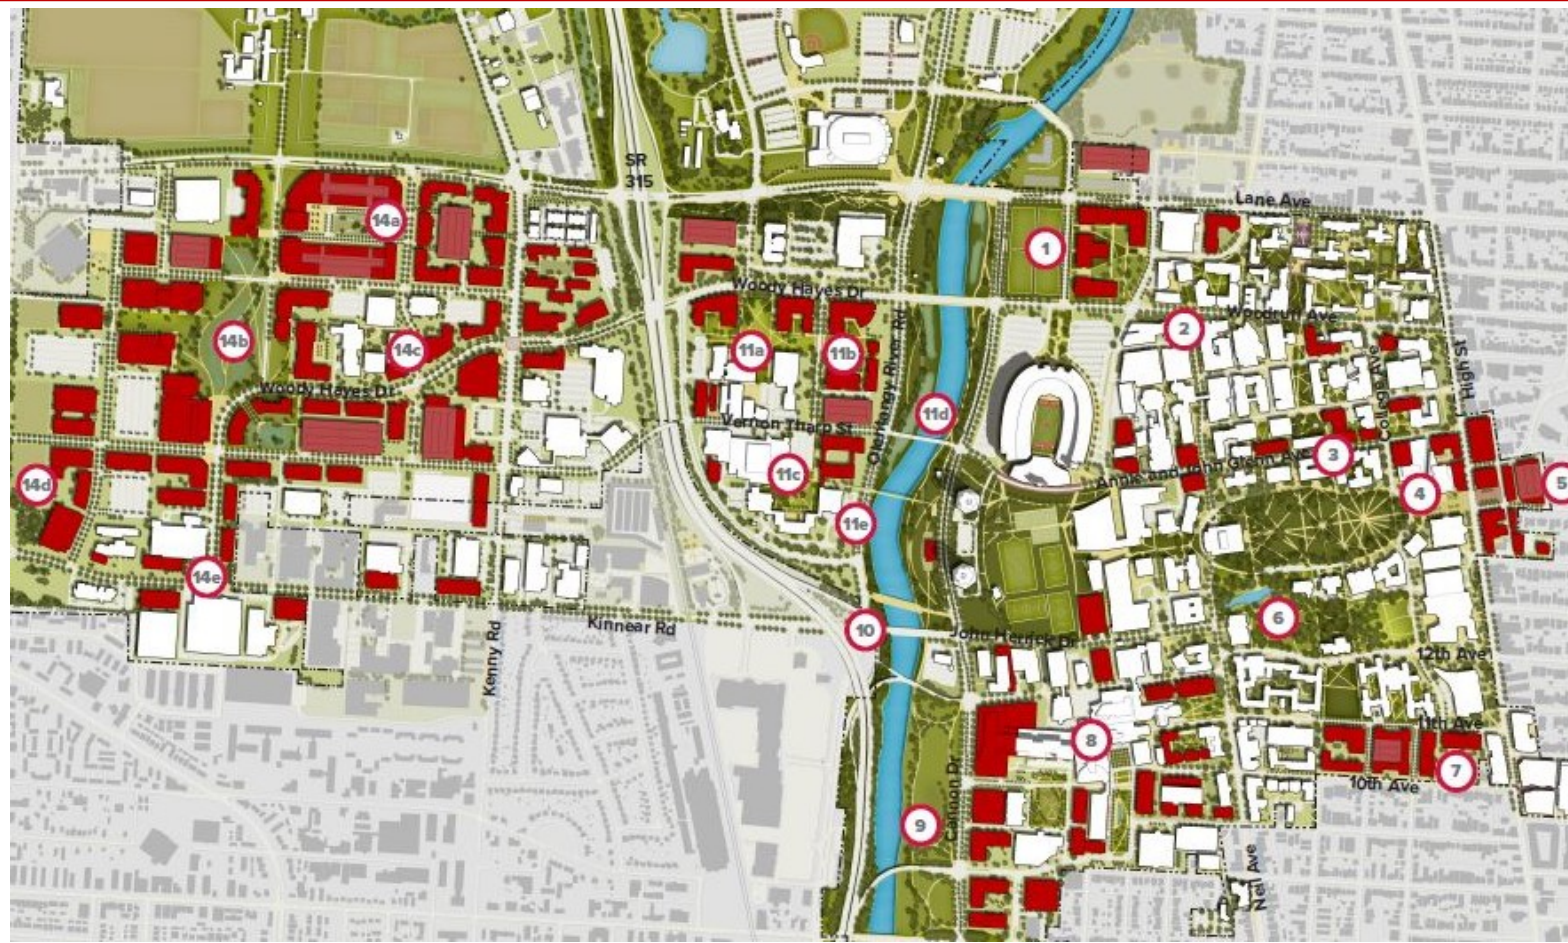 SR
315
Lane Ave
14a
1
Woody Hayes Dr
Woodruff Ave
2
14b
14c
11a
11b
High St
Woody Hayes Dr
Olentangy River Rd
College Ave
11d
Vernon Tharp St
Annie and John Glenn Ave
3
14d
11c
4
5
11e
14e
6
Kinnear Rd
10
John Herrick
12th Ave
Kenny Rd
11th Ave
8
7
10th Ave
Cannon Dr
9
Neil Ave